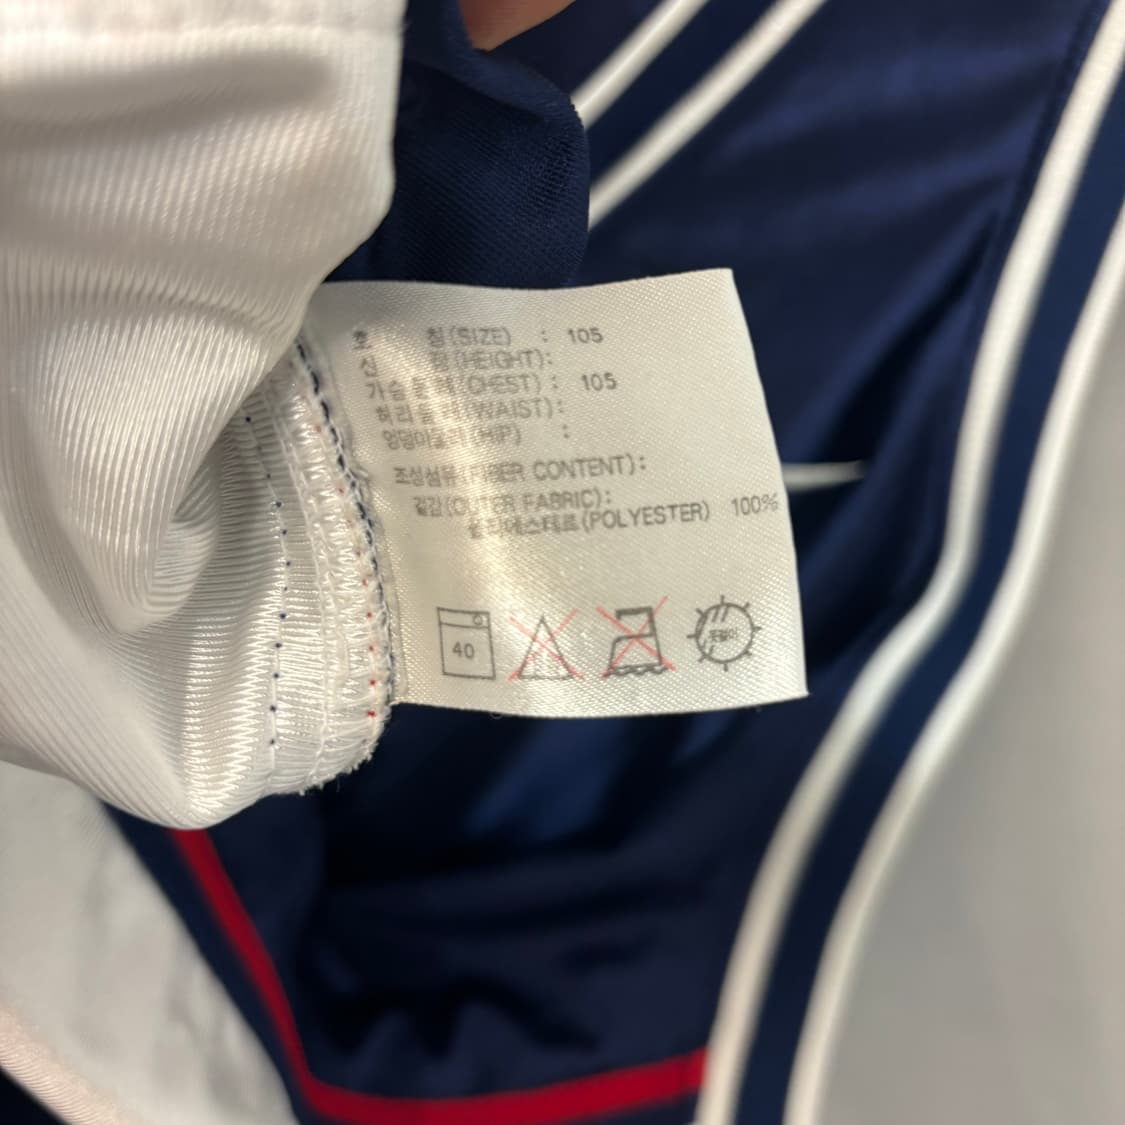 호 칭(SIZE) : 105
신 장(HEIGHT):
가슴둘레(CHEST) : 105
허리둘레(WAIST):
엉덩이둘레(HIP) :
조성섬유(FIBER CONTENT):
겉감(OUTER FABRIC):
폴리에스테르(POLYESTER) 100%
40